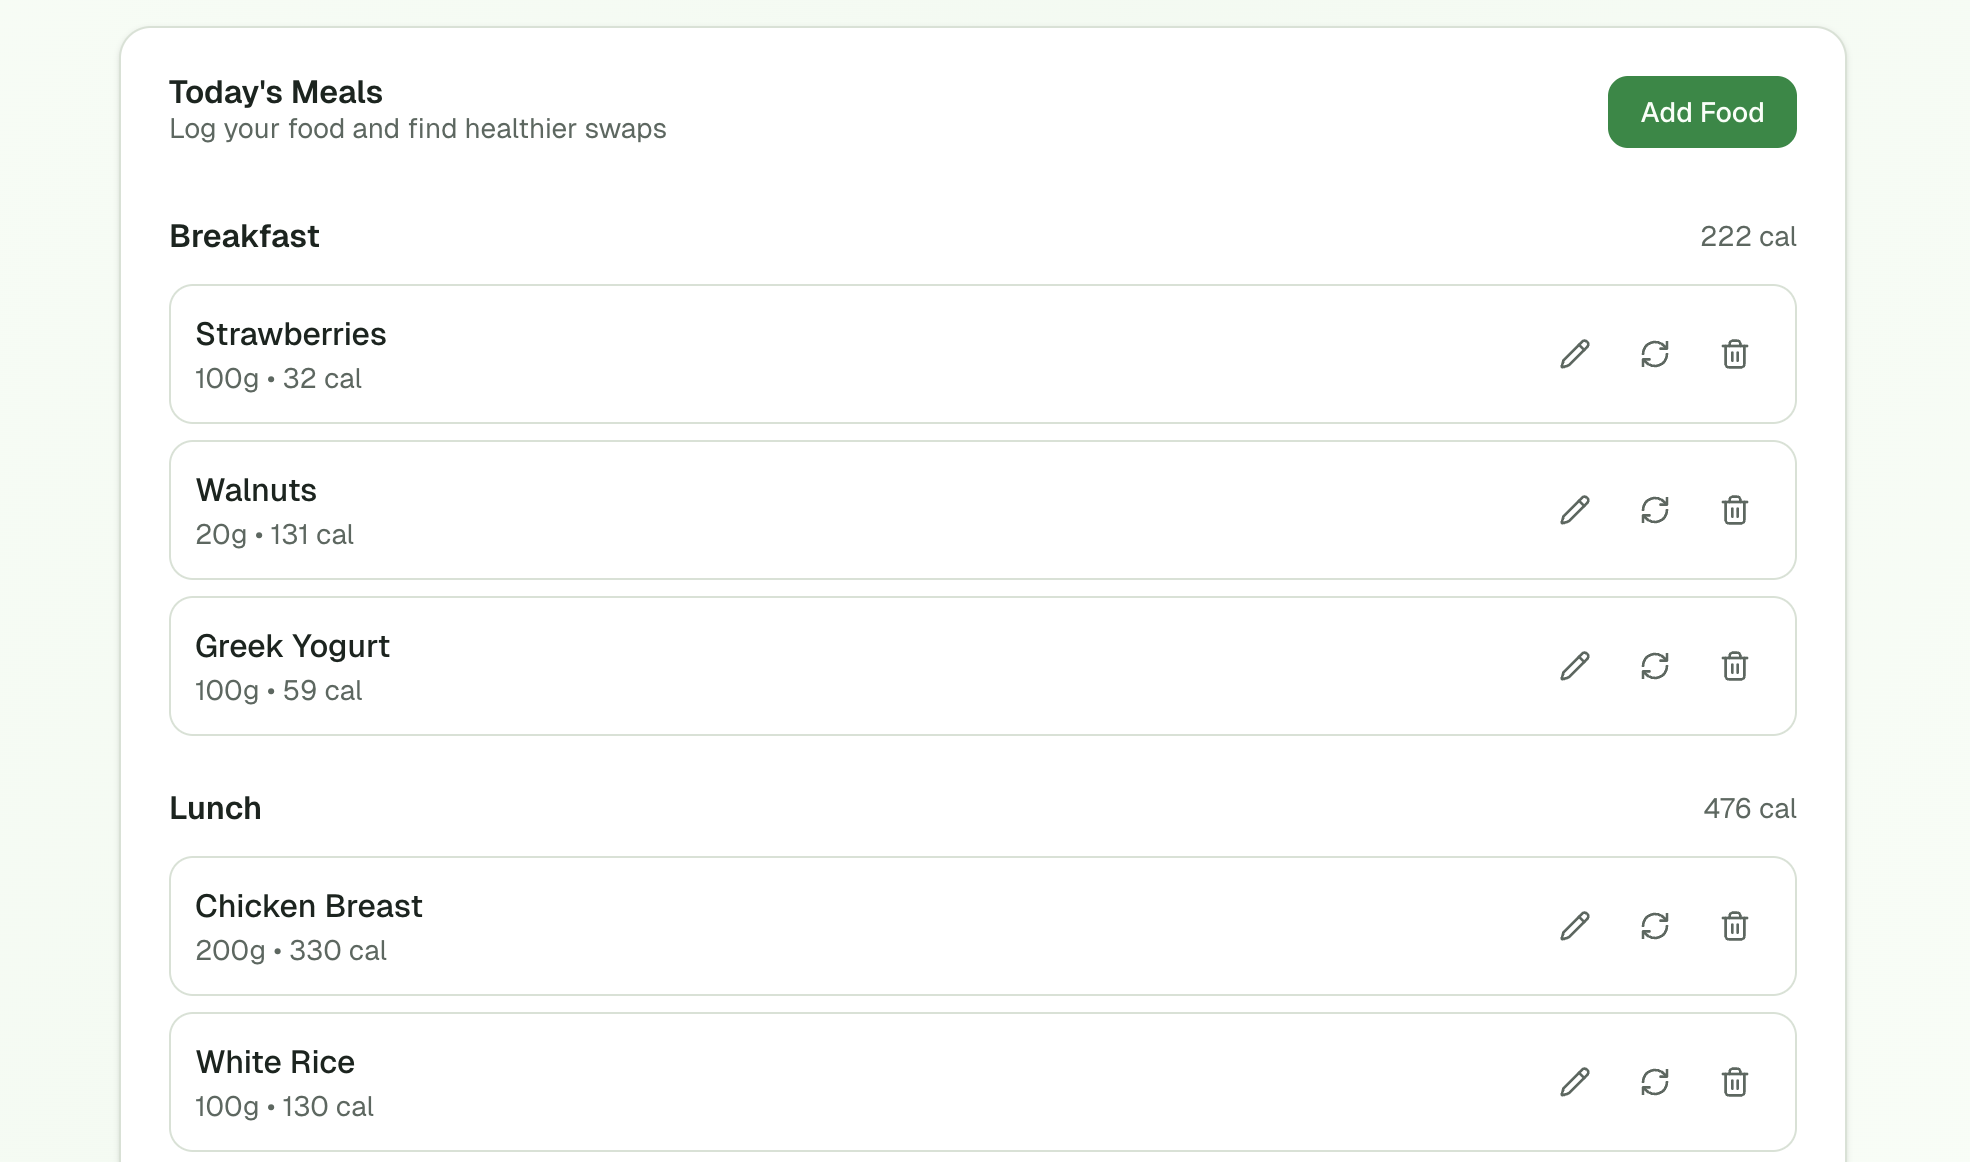 Today's Meals
Log your food and find healthier swaps
Add Food
Breakfast
222 cal
Strawberries
100g • 32 cal
Walnuts
20g • 131 cal
Greek Yogurt
100g • 59 cal
Lunch
476 cal
Chicken Breast
200g • 330 cal
White Rice
100g • 130 cal